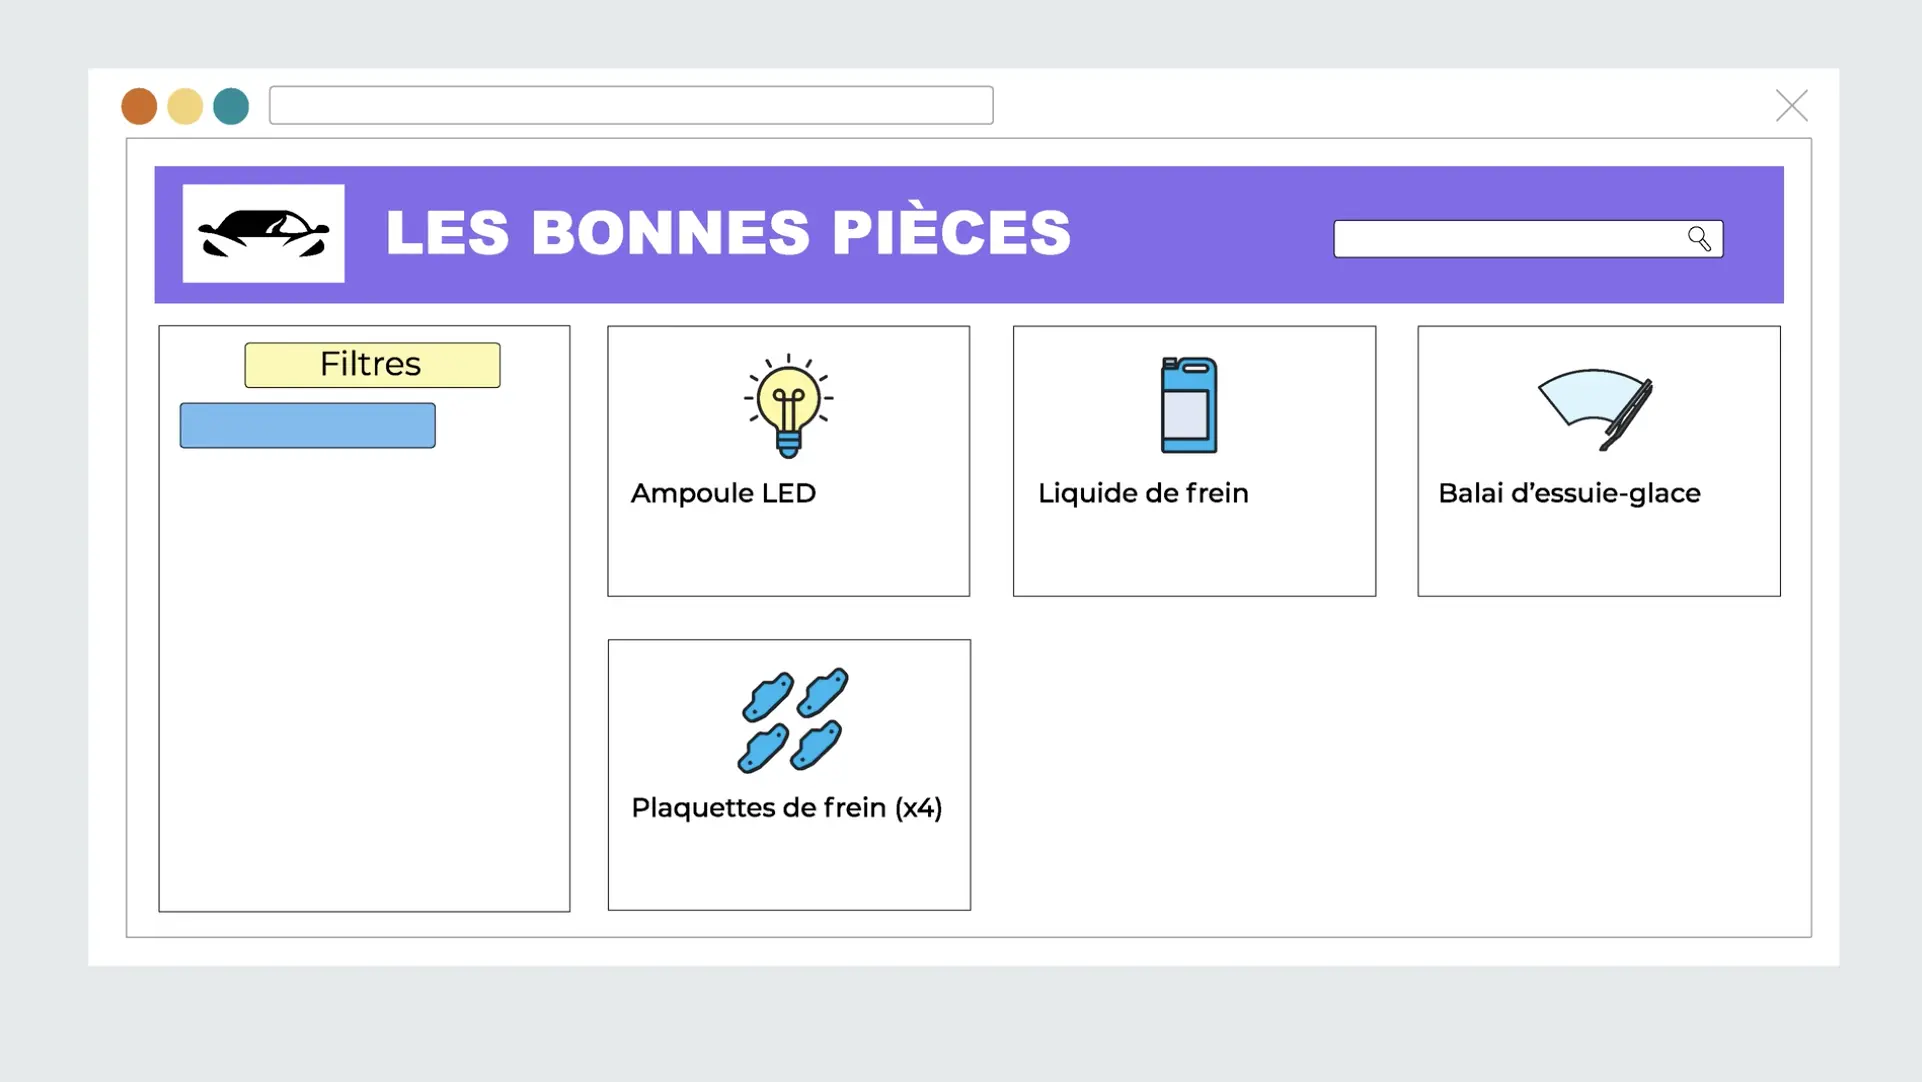 LES BONNES PIÈCES
Filtres
Ampoule LED
Liquide de frein
Balai d’essuie-glace
Plaquettes de frein (x4)